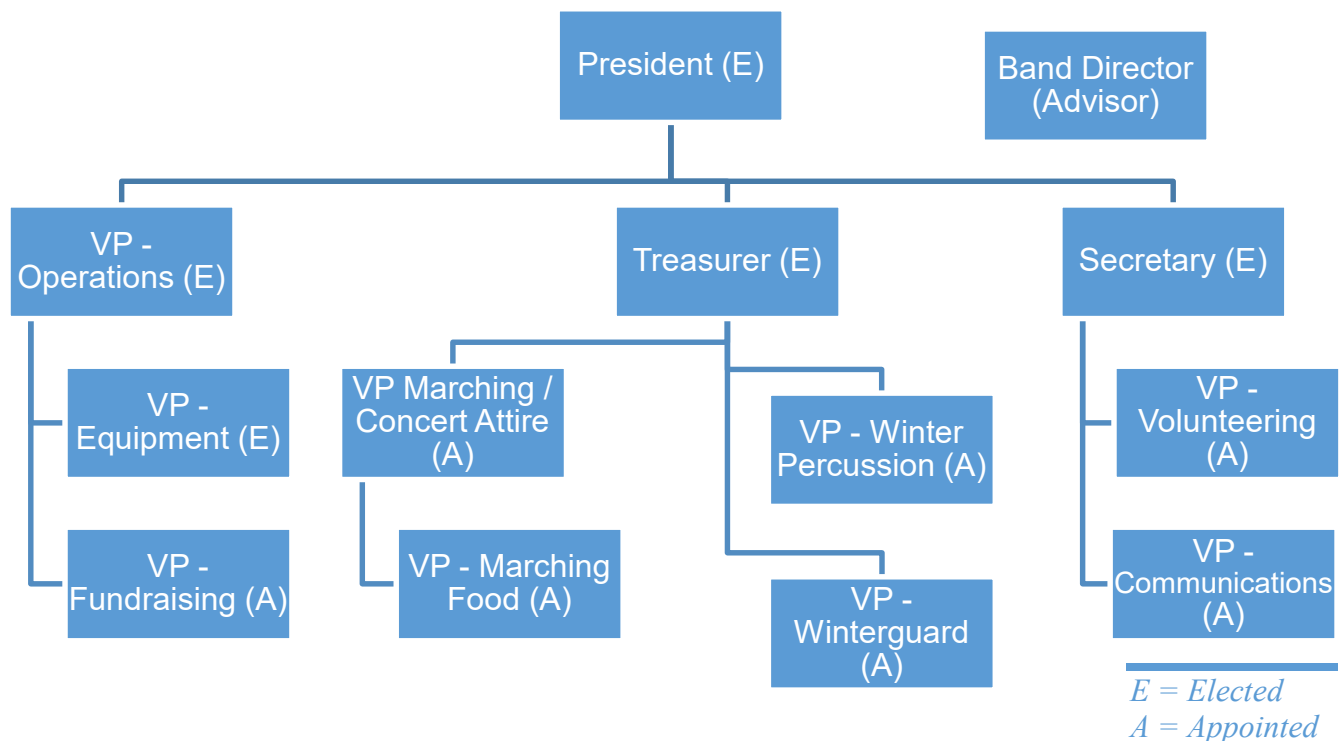 President (E)
Band Director
(Advisor)
VP -
Operations (E)
Treasurer (E)
Secretary (E)
VP -
Equipment (E)
VP Marching /
Concert Attire
(A)
VP - Winter
Percussion (A)
VP -
Volunteering
(A)
VP -
Fundraising (A)
VP - Marching
Food (A)
VP -
Winterguard
(A)
VP -
Communications
(A)
E = Elected
A = Appointed